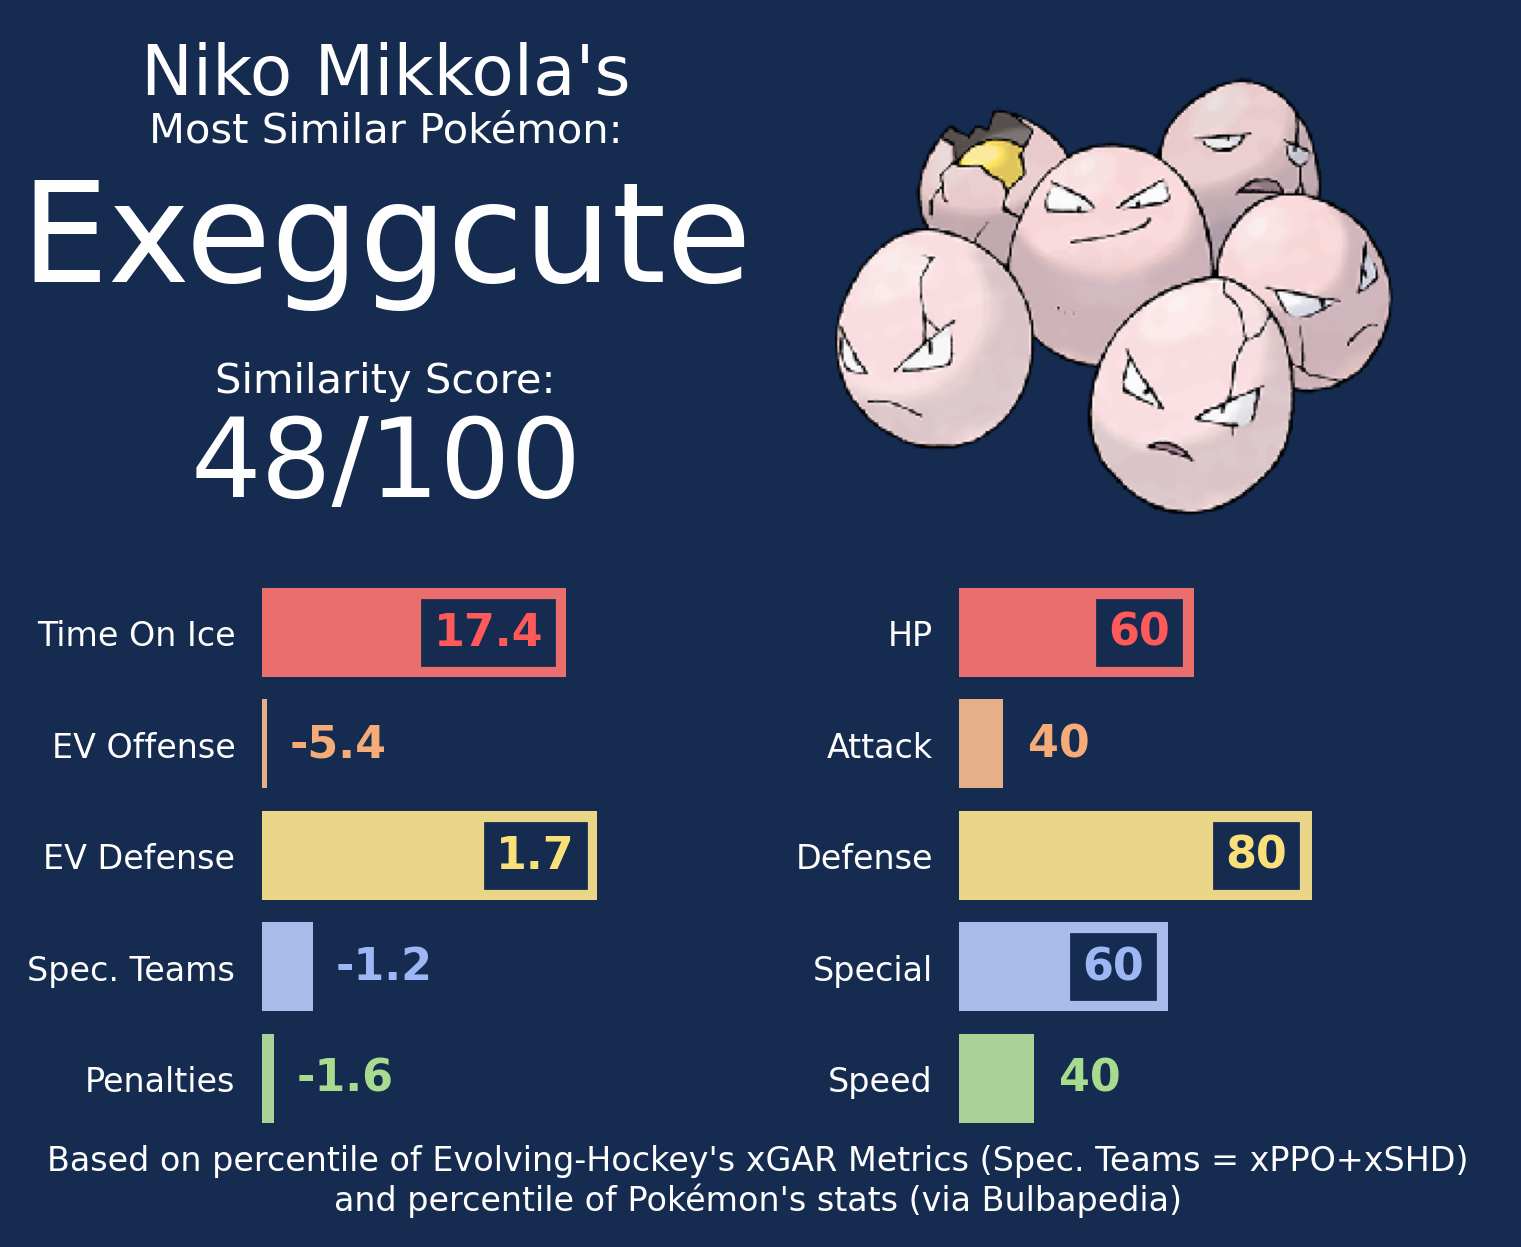 Niko Mikkola's
Most Similar Pokémon:
Exeggcute
Similarity Score:
48/100
Time On Ice 17.4
EV Offense -5.4
EV Defense 1.7
Spec. Teams -1.2
Penalties -1.6
HP 60
Attack 40
Defense 80
Special 60
Speed 40
Based on percentile of Evolving-Hockey's xGAR Metrics (Spec. Teams = xPPO+xSHD)
and percentile of Pokémon's stats (via Bulbapedia)